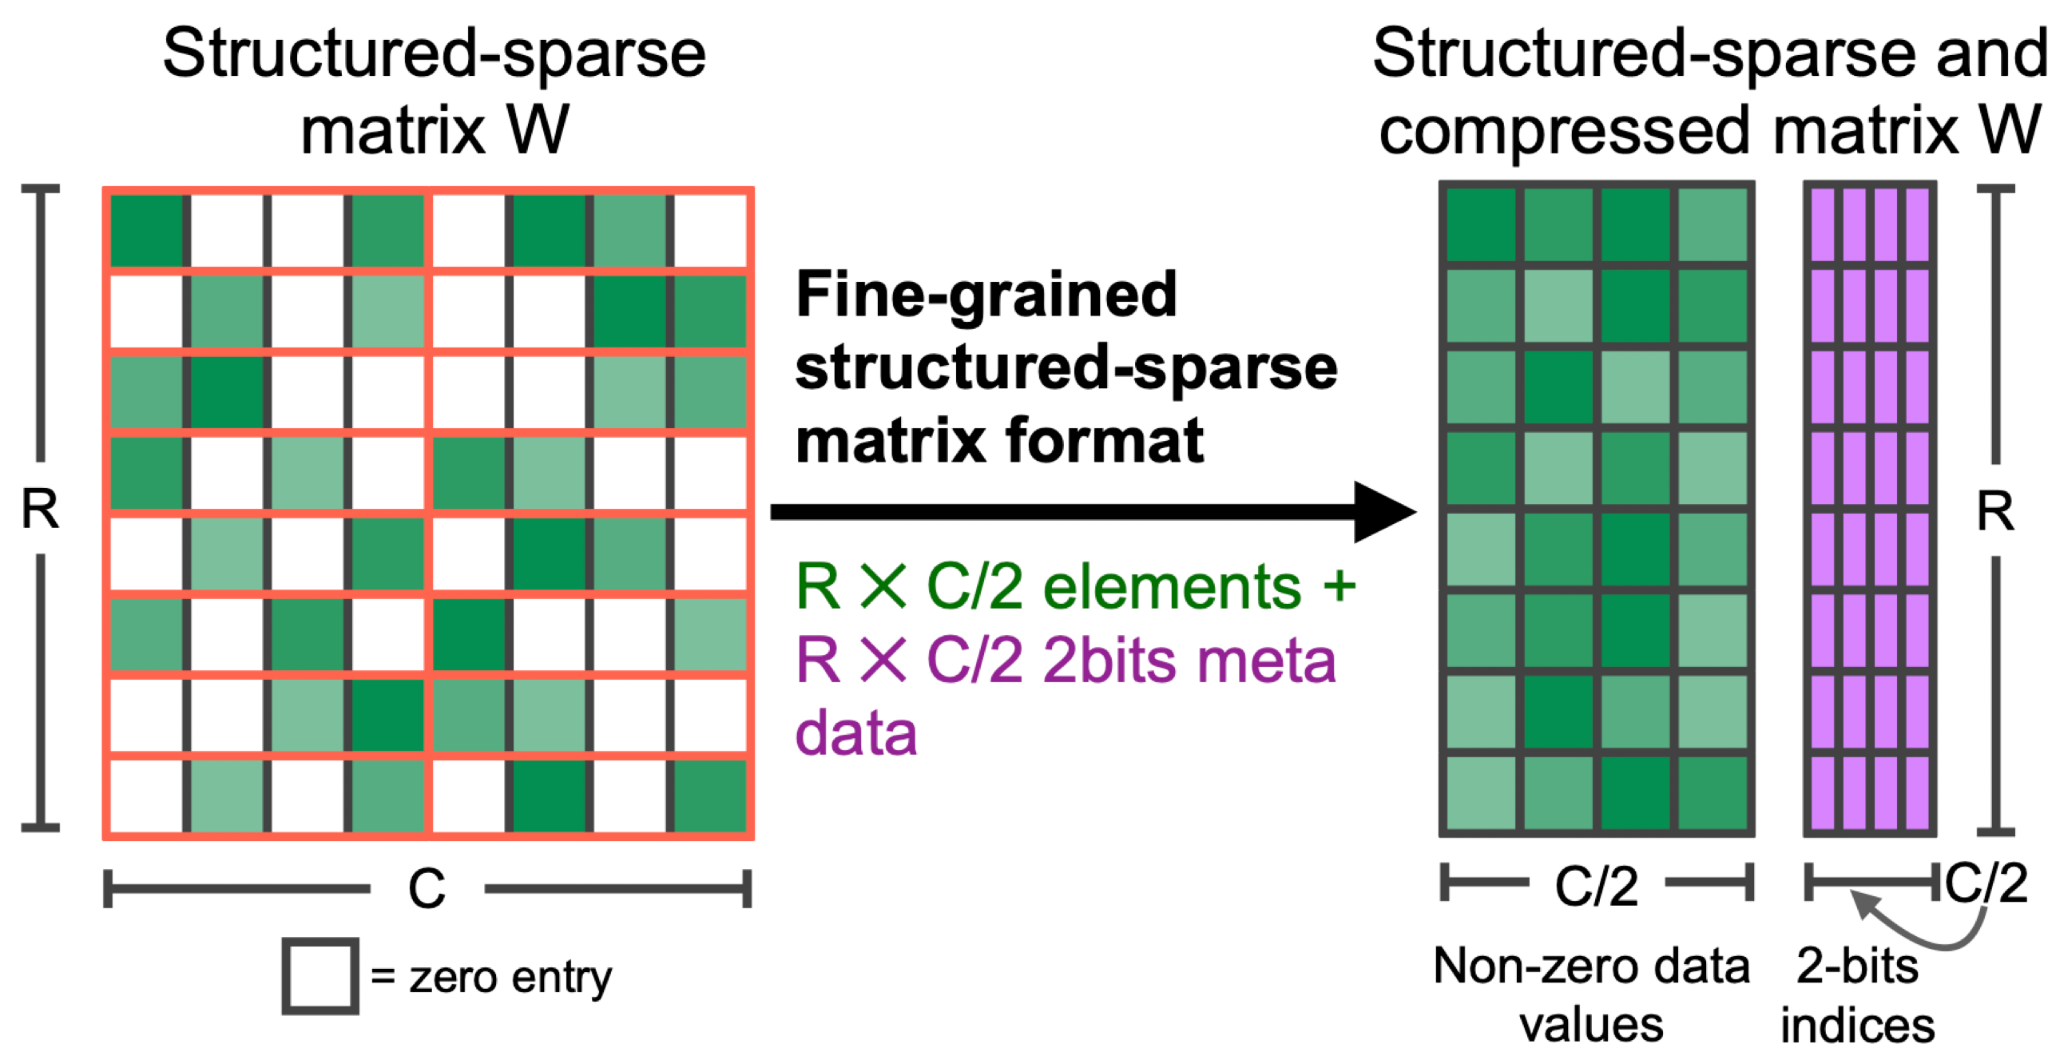 Structured-sparse
matrix W
Structured-sparse and
compressed matrix W
R
Fine-grained
structured-sparse
matrix format
R × C/2 elements +
R × C/2 2bits meta
data
R
C
= zero entry
C/2
C/2
Non-zero data
values
2-bits
indices